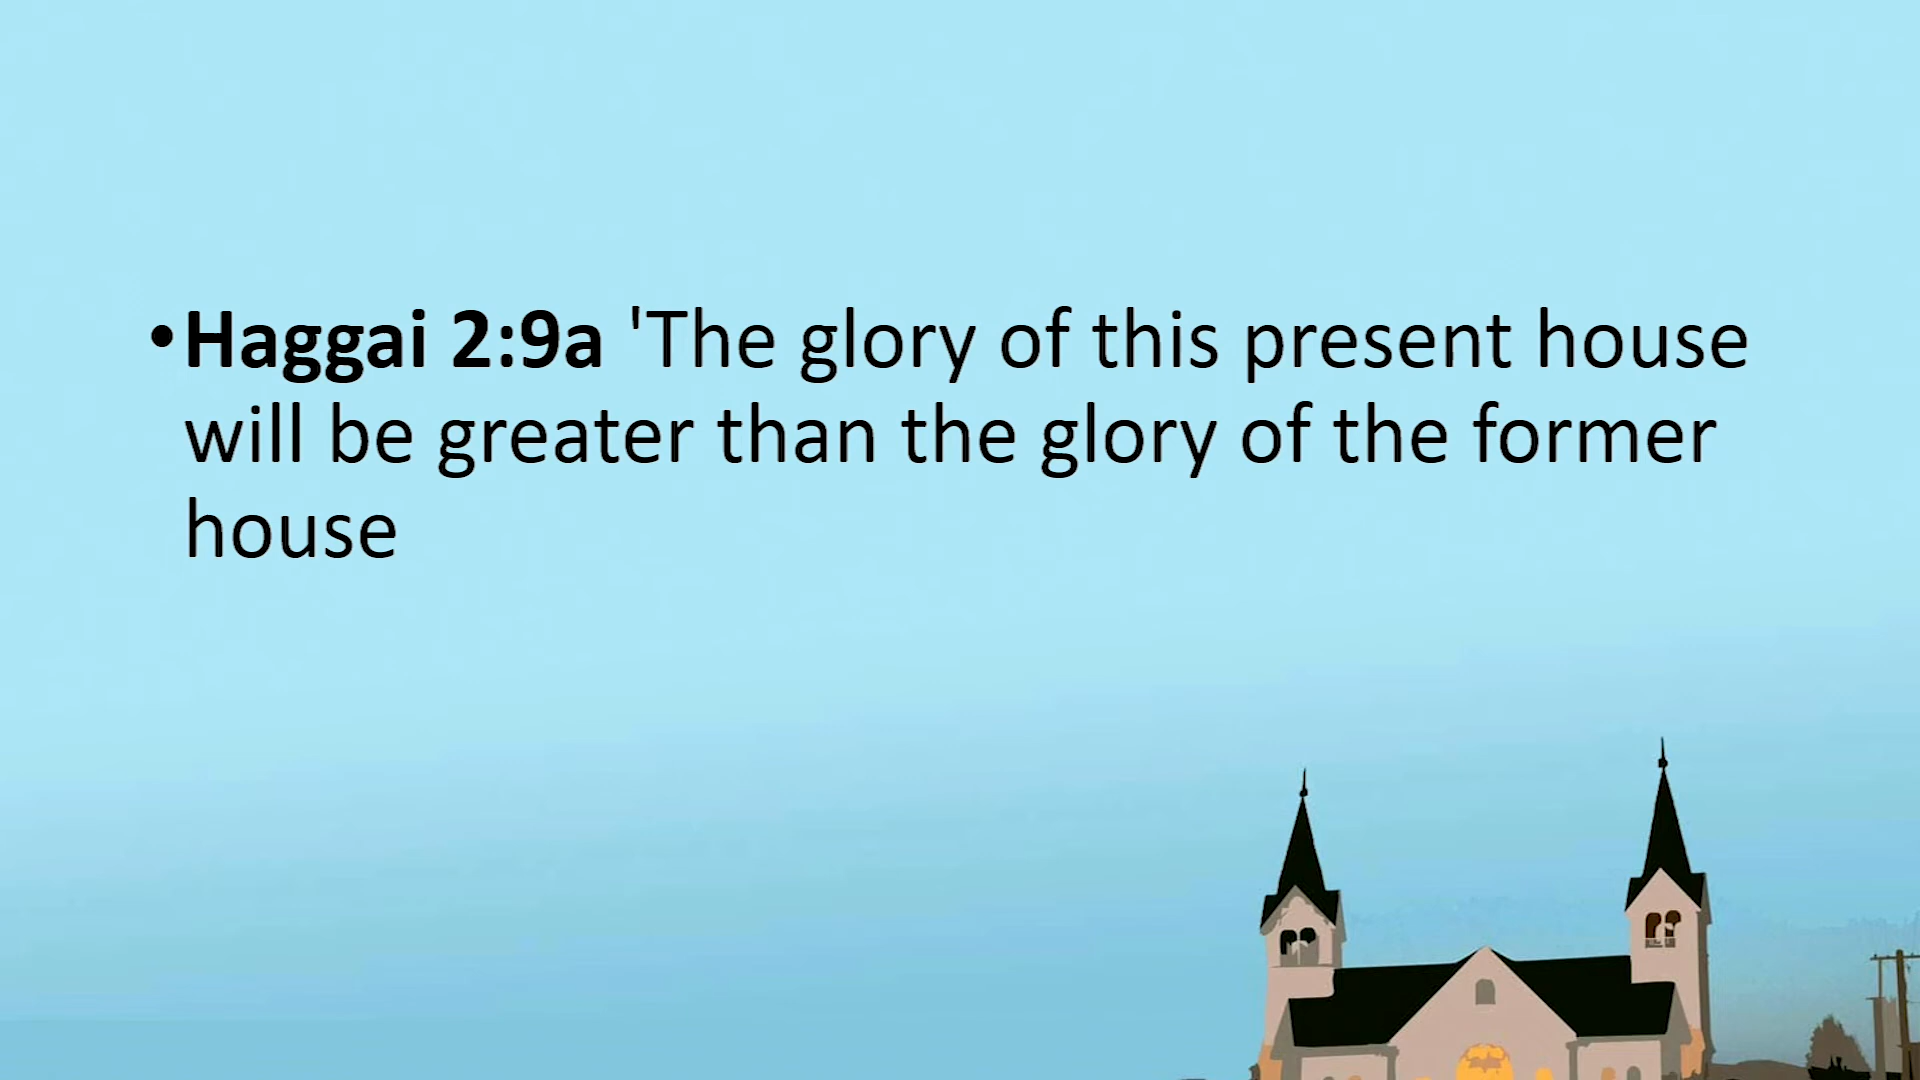 •Haggai 2:9a 'The glory of this present house
will be greater than the glory of the former
house